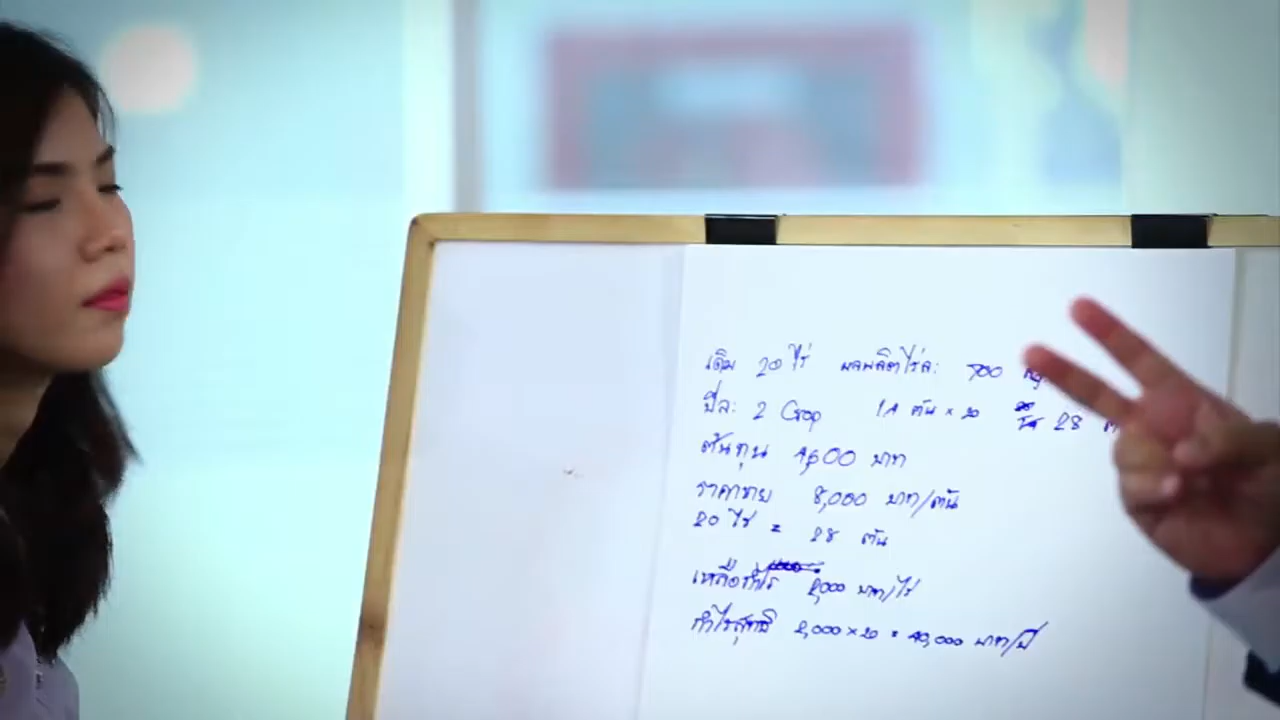 เดิม 20 ไร่ ผลผลิตไร่ละ 700 kg
ปีละ 2 Crop 1.4 ตัน × 20 28
ต้นทุน 4,600 บาท
ราคาขาย 8,000 บาท/ตัน
20 ไร่ = 28 ตัน
เหลือกำไร 2,000 บาท/ไร่
กำไรสุทธิ 2,000 × 20 = 40,000 บาท/ปี